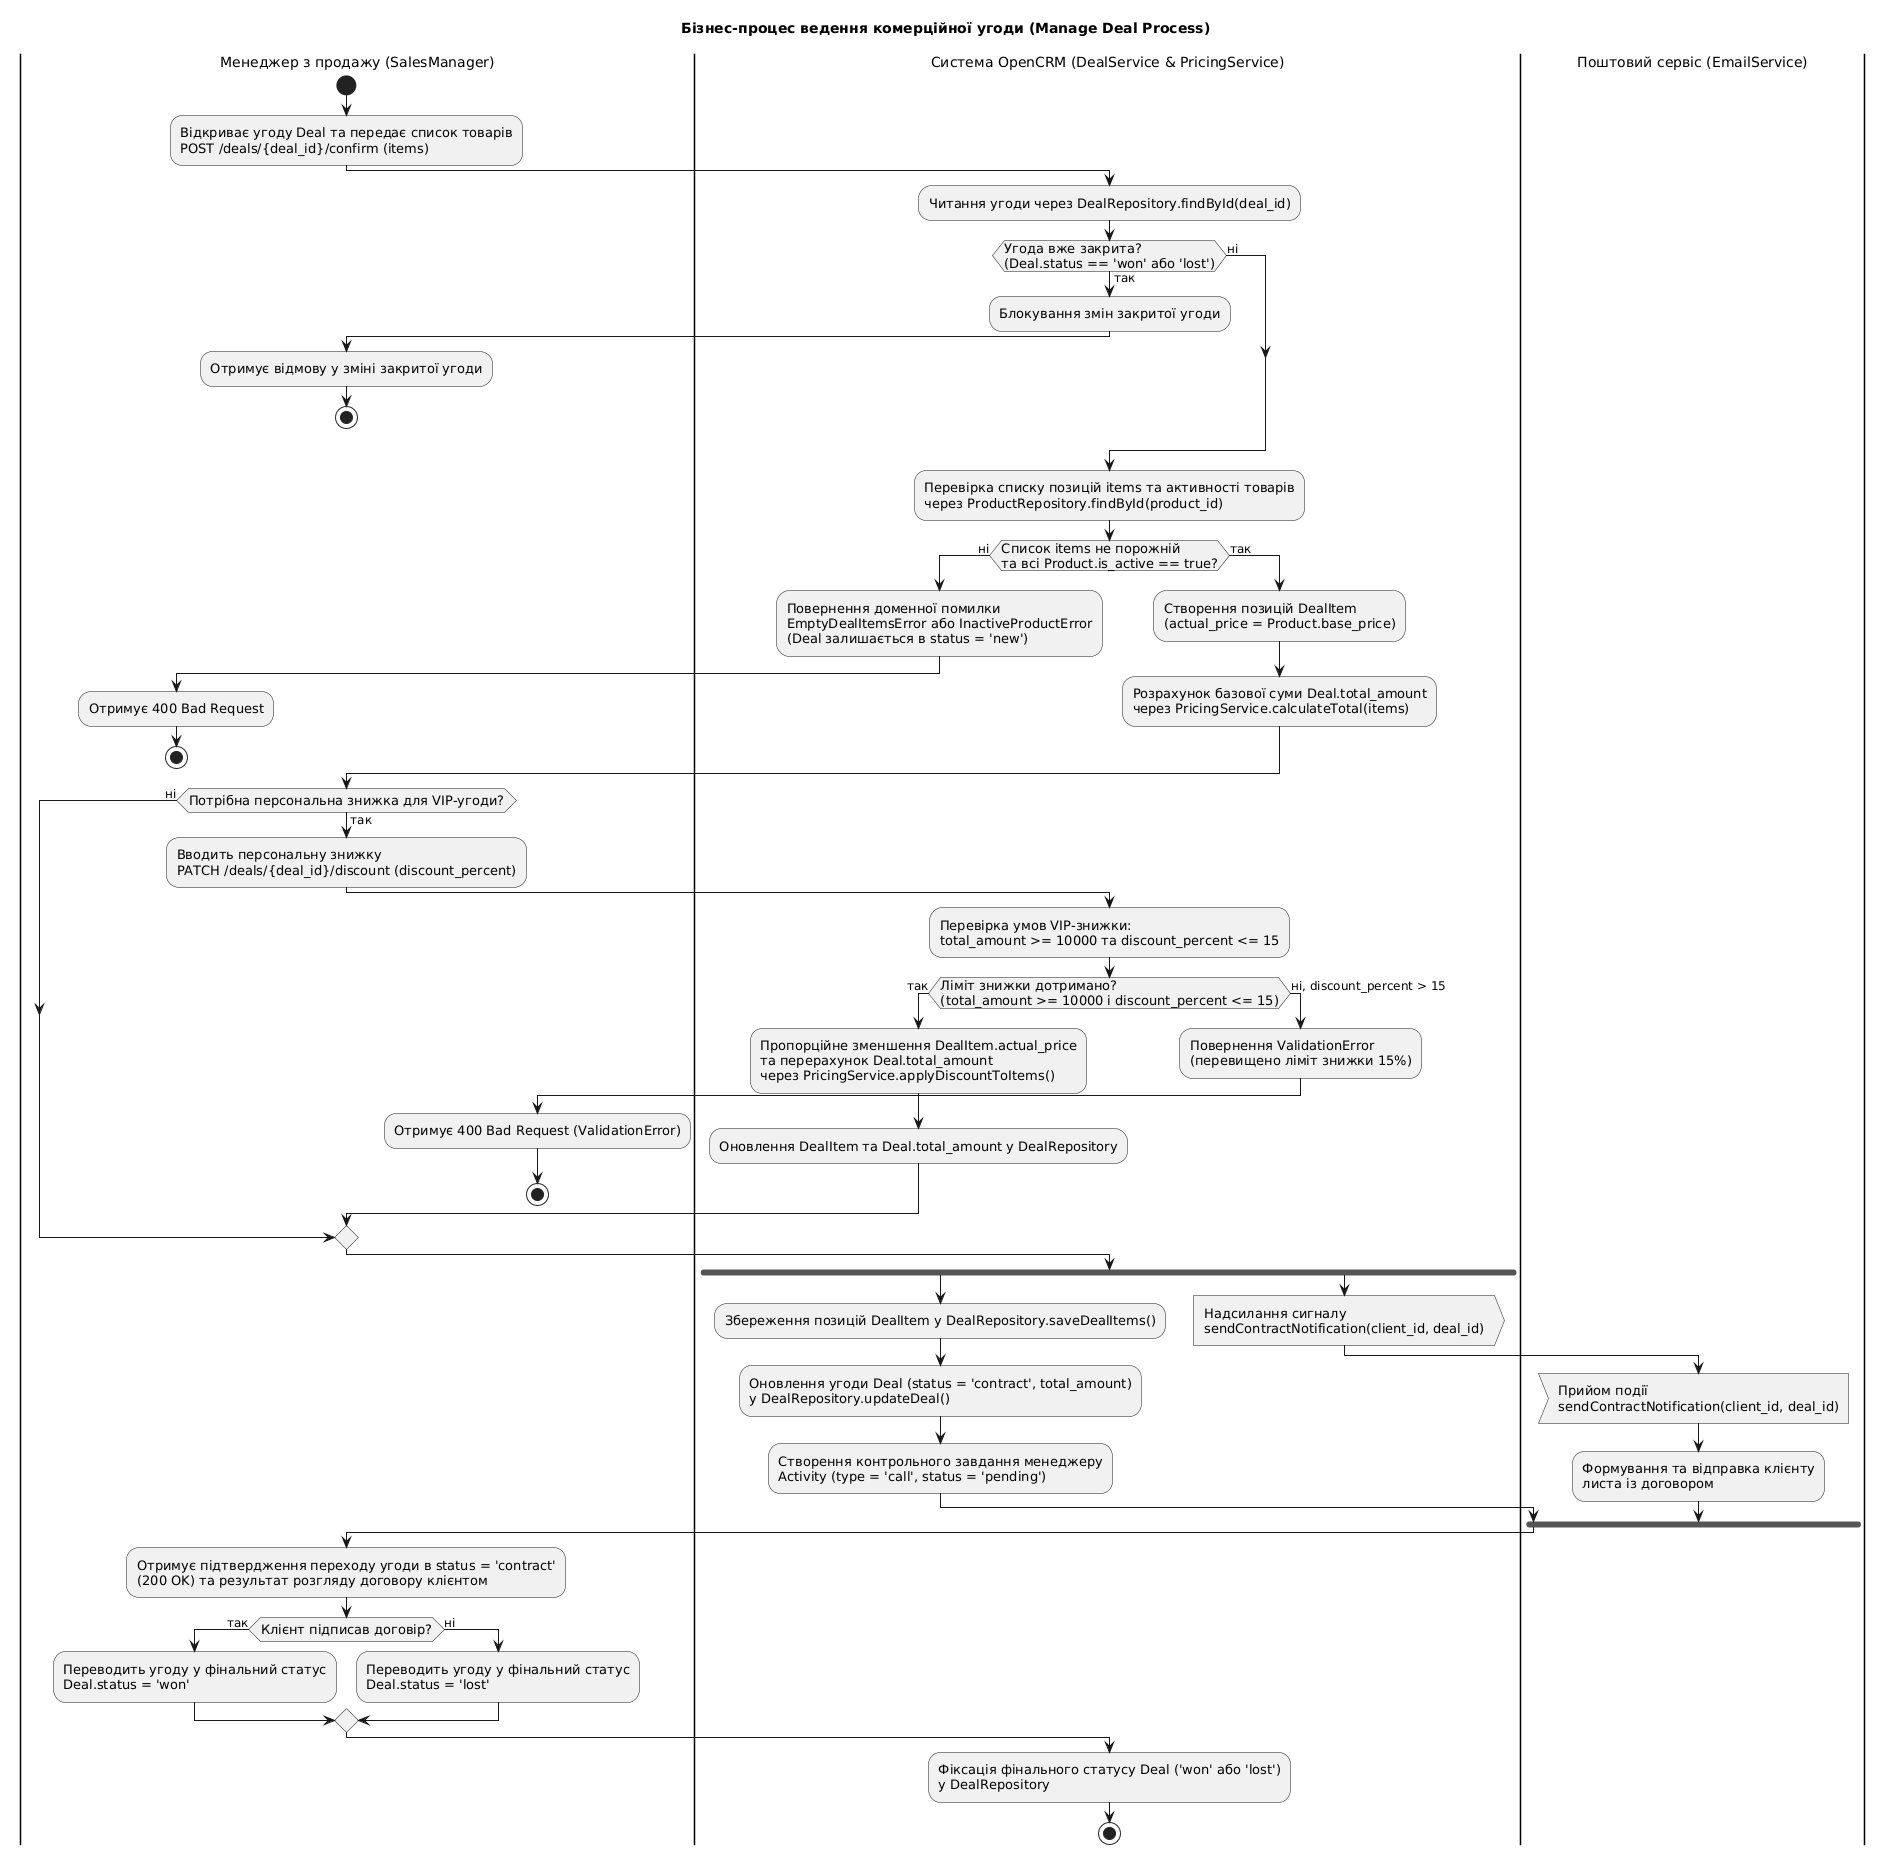 Бізнес-процес ведення комерційної угоди (Manage Deal Process)
Менеджер з продажу (SalesManager)
Система OpenCRM (DealService & PricingService)
Поштовий сервіс (EmailService)
Відкриває угоду Deal та передає список товарів
POST /deals/{deal_id}/confirm (items)
Читання угоди через DealRepository.findById(deal_id)
Угода вже закрита?
(Deal.status == 'won' або 'lost')
ні
так
Блокування змін закритої угоди
Отримує відмову у зміні закритої угоди
Перевірка списку позицій items та активності товарів
через ProductRepository.findById(product_id)
ні
Список items не порожній
та всі Product.is_active == true?
так
Повернення доменної помилки
EmptyDealItemsError або InactiveProductError
(Deal залишається в status = 'new')
Створення позицій DealItem
(actual_price = Product.base_price)
Отримує 400 Bad Request
Розрахунок базової суми Deal.total_amount
через PricingService.calculateTotal(items)
ні
Потрібна персональна знижка для VIP-угоди?
так
Вводить персональну знижку
PATCH /deals/{deal_id}/discount (discount_percent)
Перевірка умов VIP-знижки:
total_amount >= 10000 та discount_percent <= 15
так
Ліміт знижки дотримано?
(total_amount >= 10000 і discount_percent <= 15)
ні, discount_percent > 15
Пропорційне зменшення DealItem.actual_price
та перерахунок Deal.total_amount
через PricingService.applyDiscountToItems()
Повернення ValidationError
(перевищено ліміт знижки 15%)
Отримує 400 Bad Request (ValidationError)
Оновлення DealItem та Deal.total_amount у DealRepository
Збереження позицій DealItem у DealRepository.saveDealItems()
Надсилання сигналу
sendContractNotification(client_id, deal_id)
Оновлення угоди Deal (status = 'contract', total_amount)
у DealRepository.updateDeal()
Прийом події
sendContractNotification(client_id, deal_id)
Створення контрольного завдання менеджеру
Activity (type = 'call', status = 'pending')
Формування та відправка клієнту
листа із договором
Отримує підтвердження переходу угоди в status = 'contract'
(200 OK) та результат розгляду договору клієнтом
так
Клієнт підписав договір?
ні
Переводить угоду у фінальний статус
Deal.status = 'won'
Переводить угоду у фінальний статус
Deal.status = 'lost'
Фіксація фінального статусу Deal ('won' або 'lost')
у DealRepository